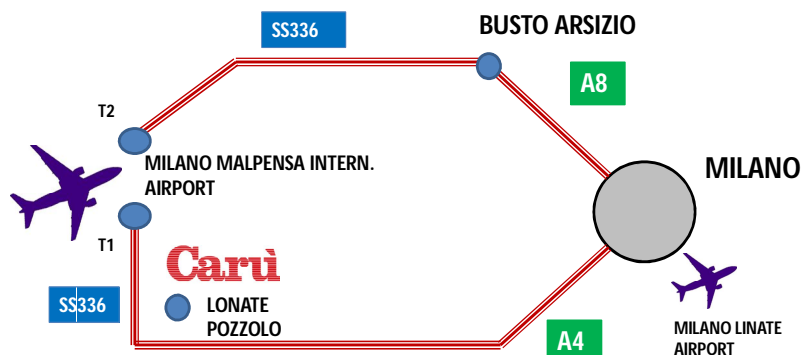 SS336
BUSTO ARSIZIO
A8
T2
MILANO MALPENSA INTERN.
AIRPORT
MILANO
T1
Carù
SS336
LONATE
POZZOLO
A4
MILANO LINATE
AIRPORT